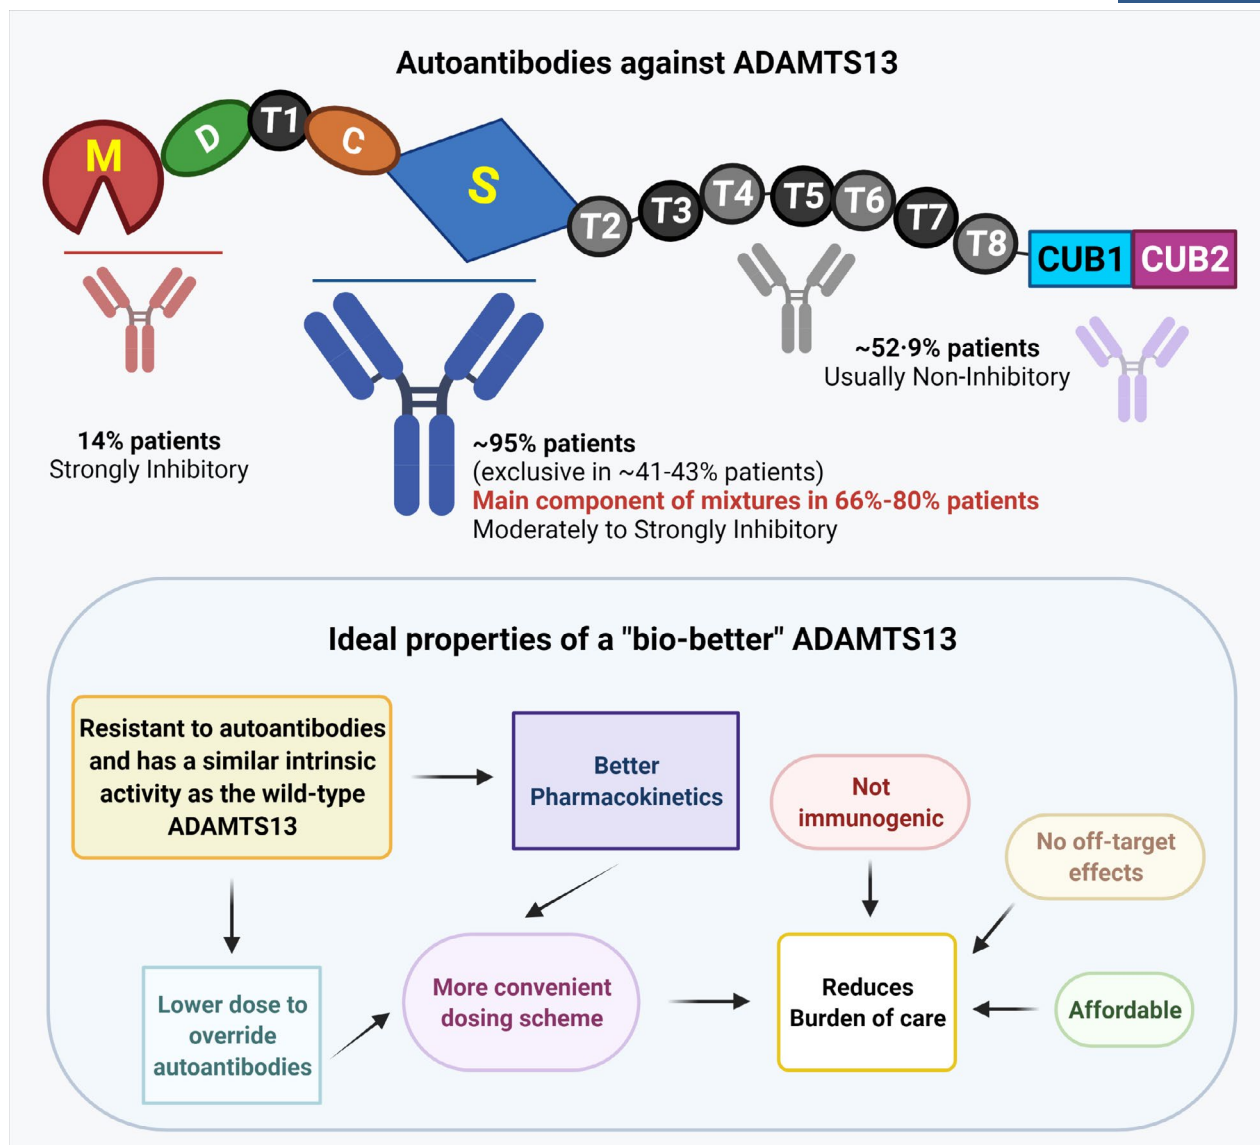 Autoantibodies against ADAMTS13
M
D
T1
C
S
T2
T3
T4
T5
T6
T7
T8
CUB1
CUB2
14% patients
Strongly Inhibitory
~95% patients
(exclusive in ~41-43% patients)
Main component of mixtures in 66%-80% patients
Moderately to Strongly Inhibitory
~52·9% patients
Usually Non-Inhibitory
Ideal properties of a "bio-better" ADAMTS13
Resistant to autoantibodies
and has a similar intrinsic
activity as the wild-type
ADAMTS13
Better
Pharmacokinetics
Not
immunogenic
No off-target
effects
Lower dose to
override
autoantibodies
More convenient
dosing scheme
Reduces
Burden of care
Affordable